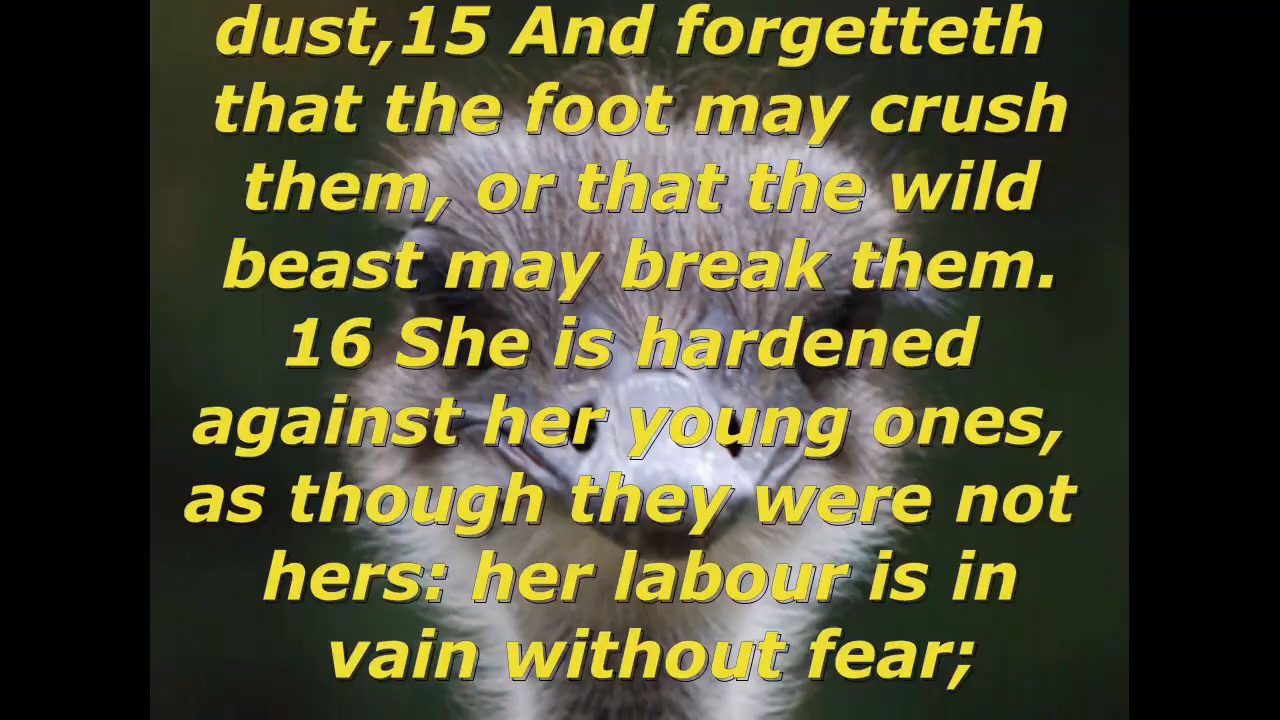 dust,15 And forgetteth
that the foot may crush
them, or that the wild
beast may break them.
16 She is hardened
against her young ones,
as though they were not
hers: her labour is in
vain without fear;